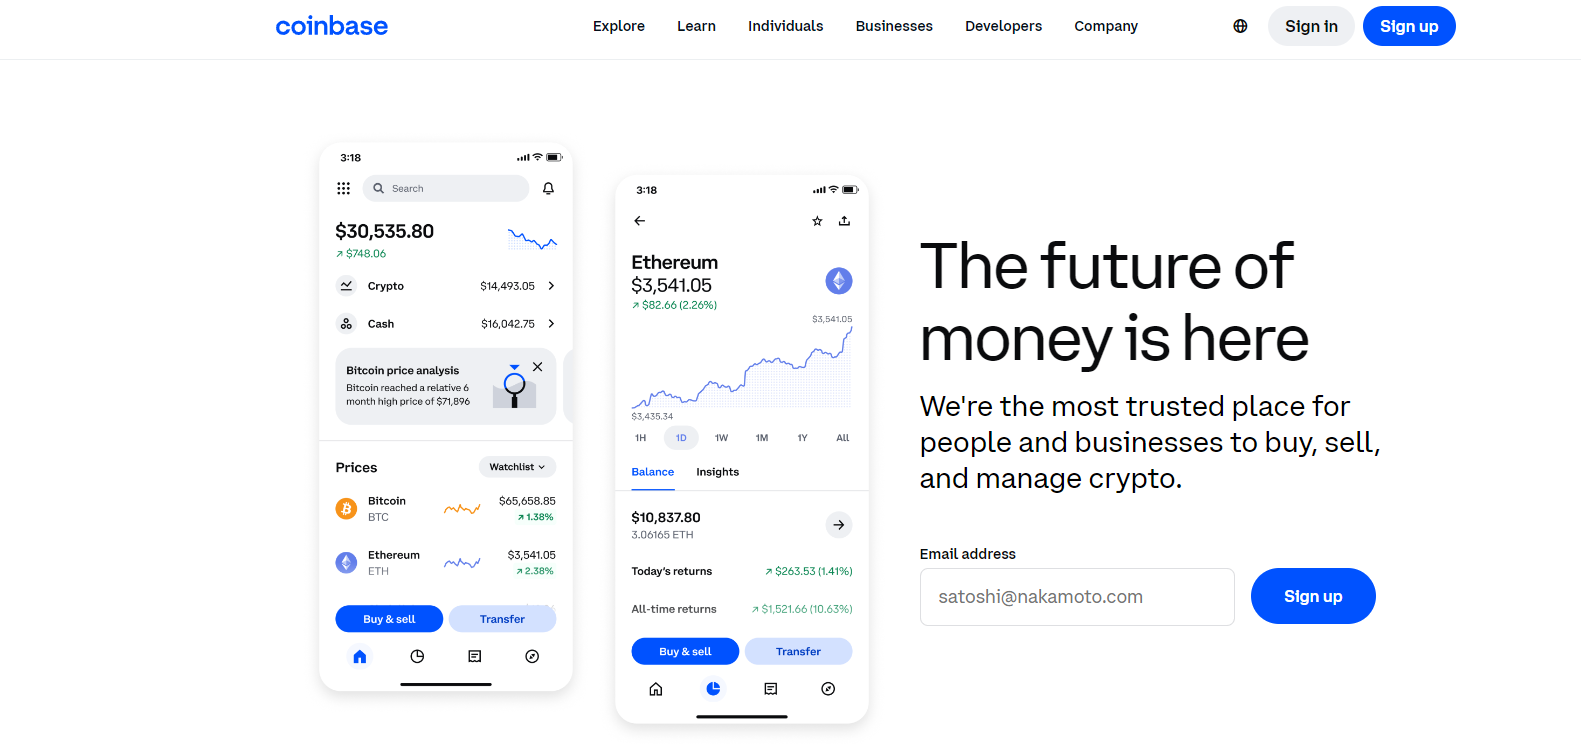 coinbase
Explore Learn Individuals Businesses Developers Company
Sign in
Sign up
3:18
Search
$30,535.80
↗ $748.06
Crypto $14,493.05
Cash $16,042.75
Bitcoin price analysis
Bitcoin reached a relative 6
month high price of $71,896
Prices
Watchlist
Bitcoin $65,658.85
BTC ↗ 1.38%
Ethereum $3,541.05
ETH ↗ 2.38%
Buy & sell Transfer
3:18
Ethereum
$3,541.05
↗ $82.66 (2.26%)
$3,541.05
$3,435.34
1H 1D 1W 1M 1Y All
Balance Insights
$10,837.80
3.06165 ETH
Today's returns ↗ $263.53 (1.41%)
All-time returns ↗ $1,521.66 (10.63%)
Buy & sell Transfer
The future of
money is here
We're the most trusted place for
people and businesses to buy, sell,
and manage crypto.
Email address
satoshi@nakamoto.com
Sign up